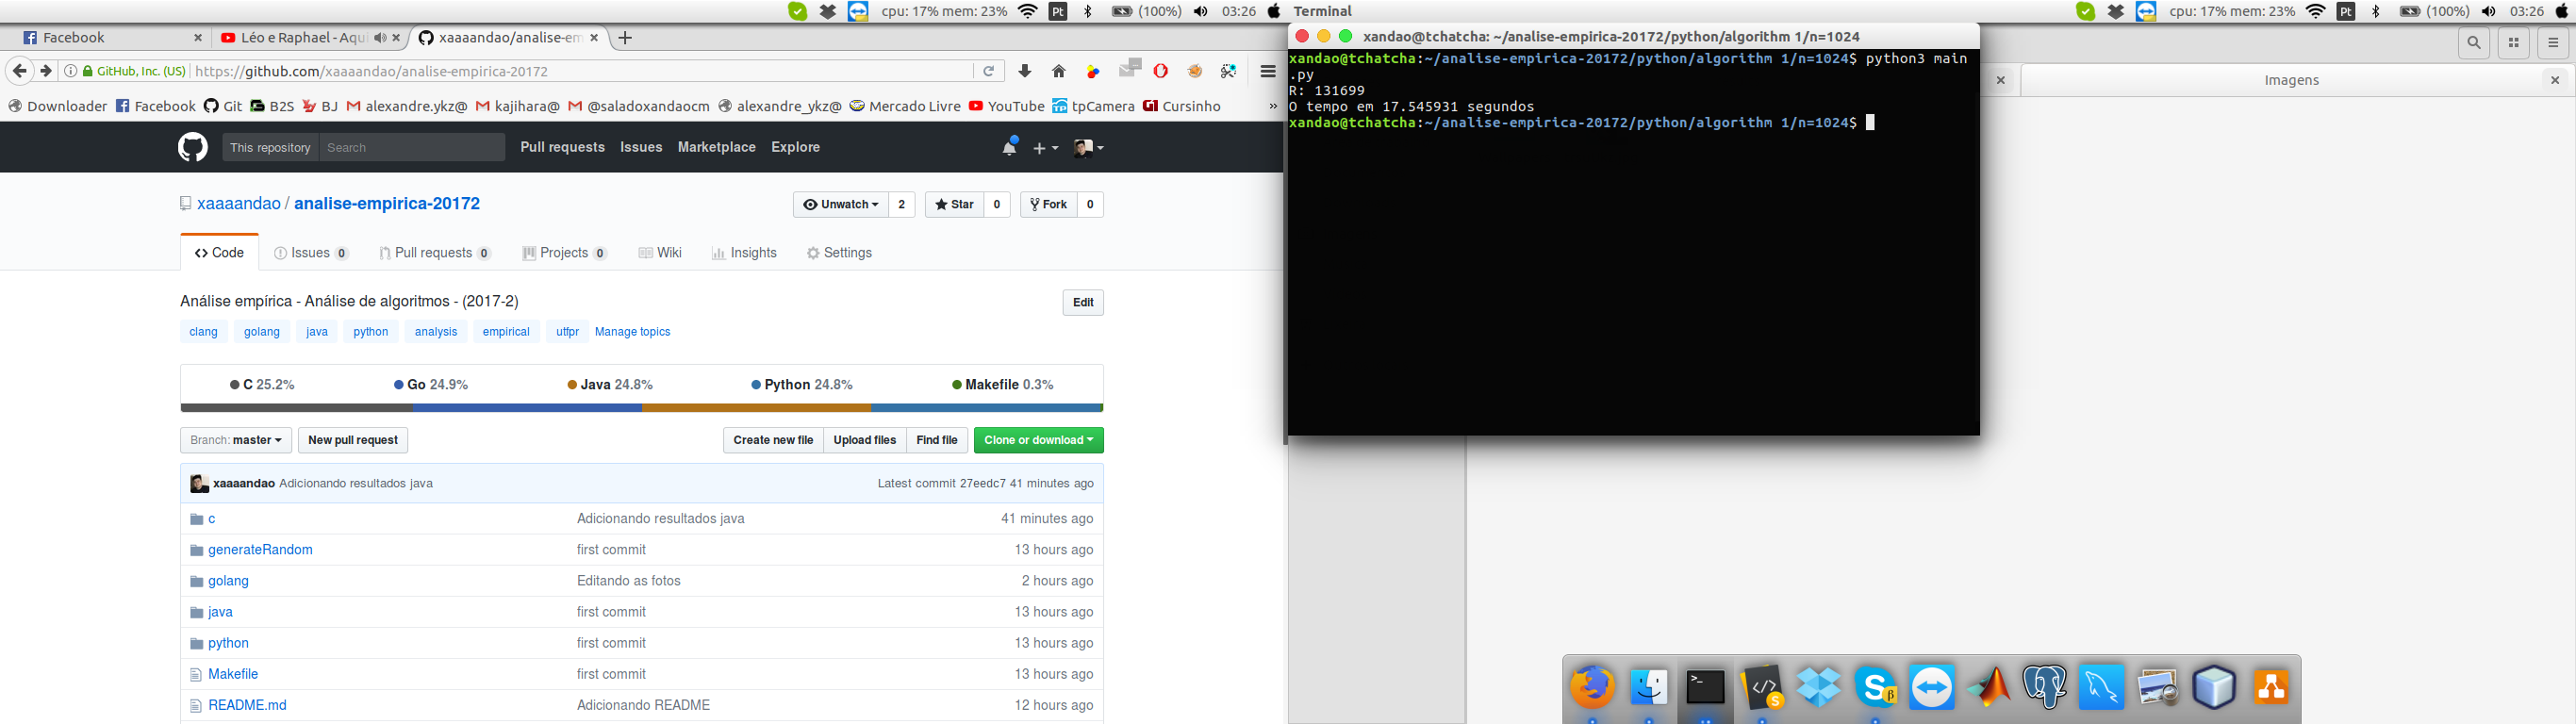 cpu: 17% mem: 23% Pt (100%) 03:26 Terminal cpu: 17% mem: 23% Pt (100%) 03:26
Facebook Léo e Raphael - Aqui xaaaandao/analise-em
GitHub, Inc. (US) https://github.com/xaaaandao/analise-empirica-20172
Downloader Facebook Git B2S BJ alexandre.ykz@ kajihara@ @saladoxandaocm alexandre_ykz@ Mercado Livre YouTube tpCamera Cursinho »
This repository Search Pull requests Issues Marketplace Explore
xaaaandao / analise-empirica-20172 Unwatch 2 Star 0 Fork 0
Code Issues 0 Pull requests 0 Projects 0 Wiki Insights Settings
Análise empírica - Análise de algoritmos - (2017-2) Edit
clang golang java python analysis empirical utfpr Manage topics
C 25.2% Go 24.9% Java 24.8% Python 24.8% Makefile 0.3%
Branch: master New pull request Create new file Upload files Find file Clone or download
xaaaandao Adicionando resultados java Latest commit 27eedc7 41 minutes ago
c Adicionando resultados java 41 minutes ago
generateRandom first commit 13 hours ago
golang Editando as fotos 2 hours ago
java first commit 13 hours ago
python first commit 13 hours ago
Makefile first commit 13 hours ago
README.md Adicionando README 12 hours ago
xandao@tchatcha: ~/analise-empirica-20172/python/algorithm 1/n=1024
xandao@tchatcha:~/analise-empirica-20172/python/algorithm 1/n=1024$ python3 main
.py
R: 131699
O tempo em 17.545931 segundos
xandao@tchatcha:~/analise-empirica-20172/python/algorithm 1/n=1024$
Imagens